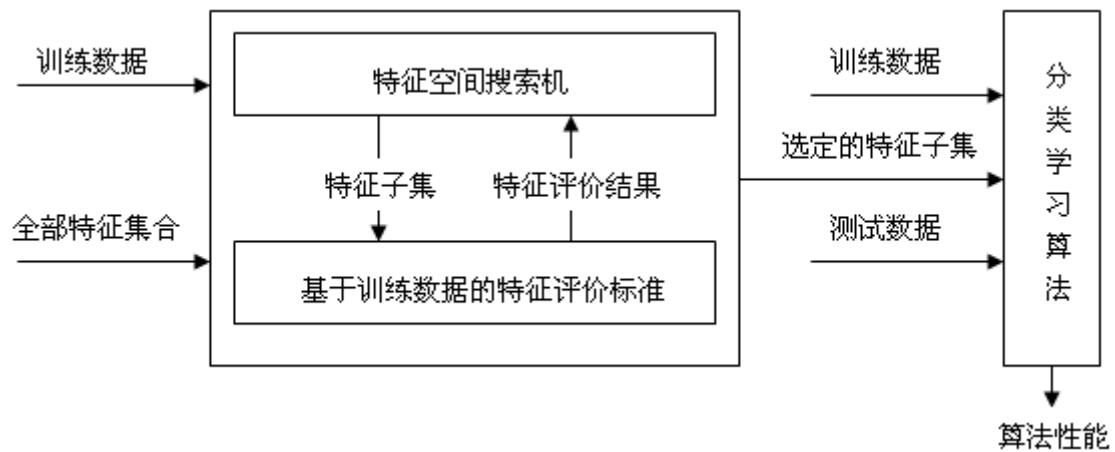 训练数据
全部特征集合
特征空间搜索机
特征子集
特征评价结果
基于训练数据的特征评价标准
训练数据
选定的特征子集
测试数据
分类学习算法
算法性能